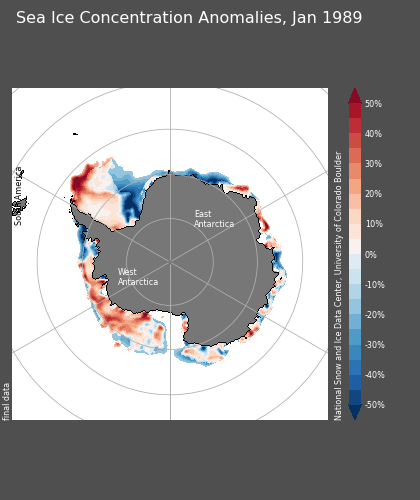 Sea Ice Concentration Anomalies, Jan 1989
South America
East
Antarctica
West
Antarctica
50%
40%
30%
20%
10%
0%
-10%
-20%
-30%
-40%
-50%
National Snow and Ice Data Center, University of Colorado Boulder
final data